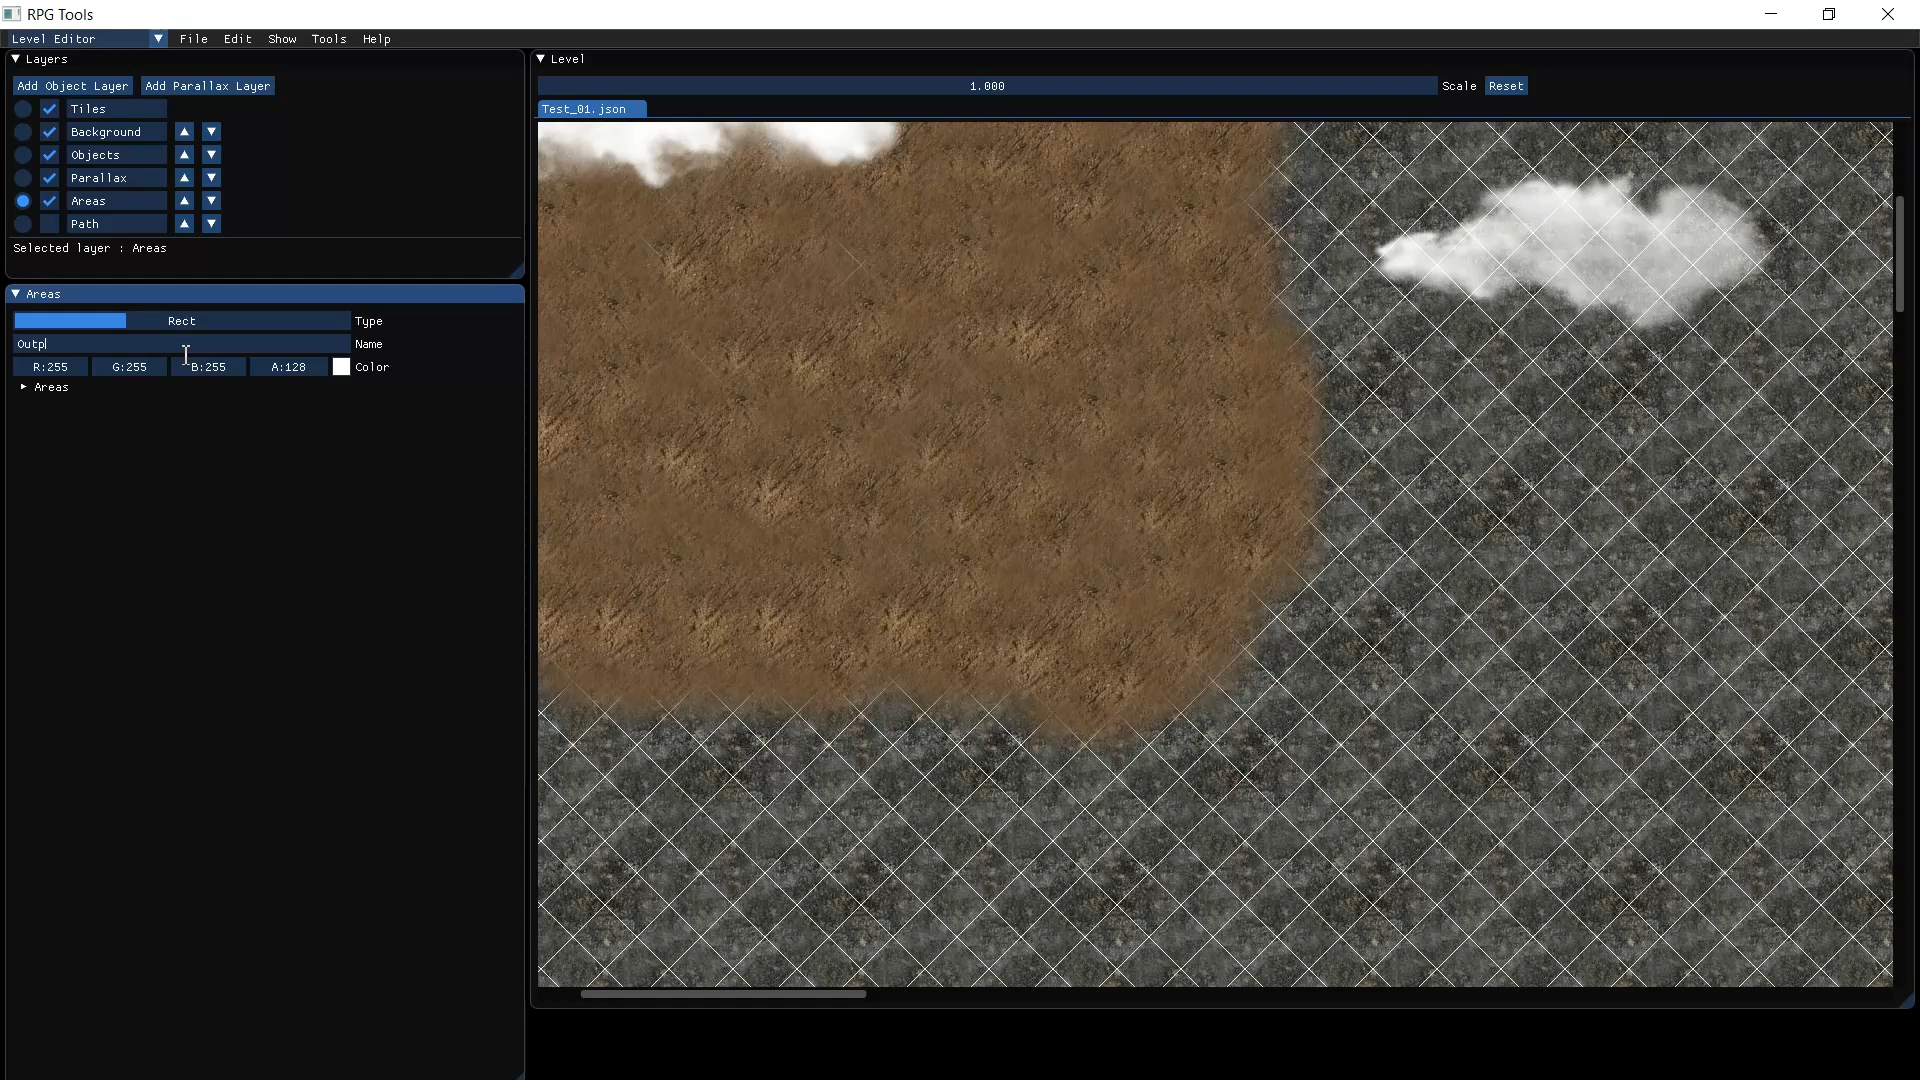 RPG Tools
Level Editor File Edit Show Tools Help
Layers
Add Object Layer Add Parallax Layer
Tiles
Background
Objects
Parallax
Areas
Path
Selected layer : Areas
Areas
Rect Type
Outp Name
R:255 G:255 B:255 A:128 Color
Areas
Level
1.000 Scale Reset
Test_01.json